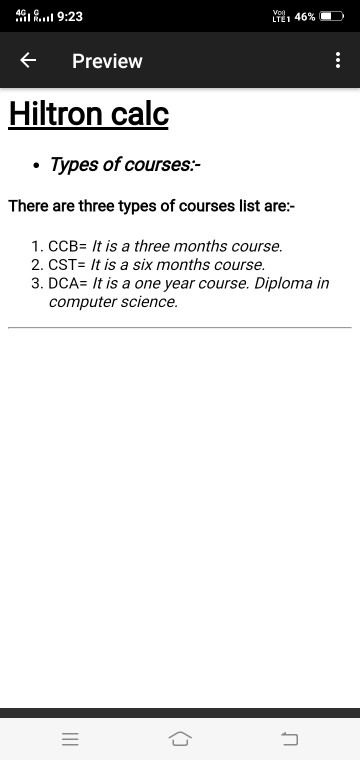 4G G R 9:23 Vo) LTE1 46%
Preview
Hiltron calc
• Types of courses:-
There are three types of courses list are:-
1. CCB= It is a three months course.
2. CST= It is a six months course.
3. DCA= It is a one year course. Diploma in
computer science.